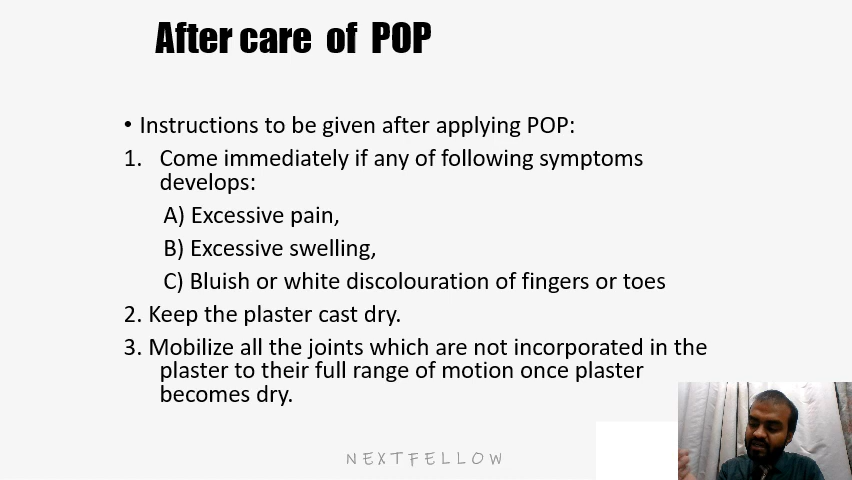 After care of POP
• Instructions to be given after applying POP:
1. Come immediately if any of following symptoms
develops:
A) Excessive pain,
B) Excessive swelling,
C) Bluish or white discolouration of fingers or toes
2. Keep the plaster cast dry.
3. Mobilize all the joints which are not incorporated in the
plaster to their full range of motion once plaster
becomes dry.
NEXTFELLOW